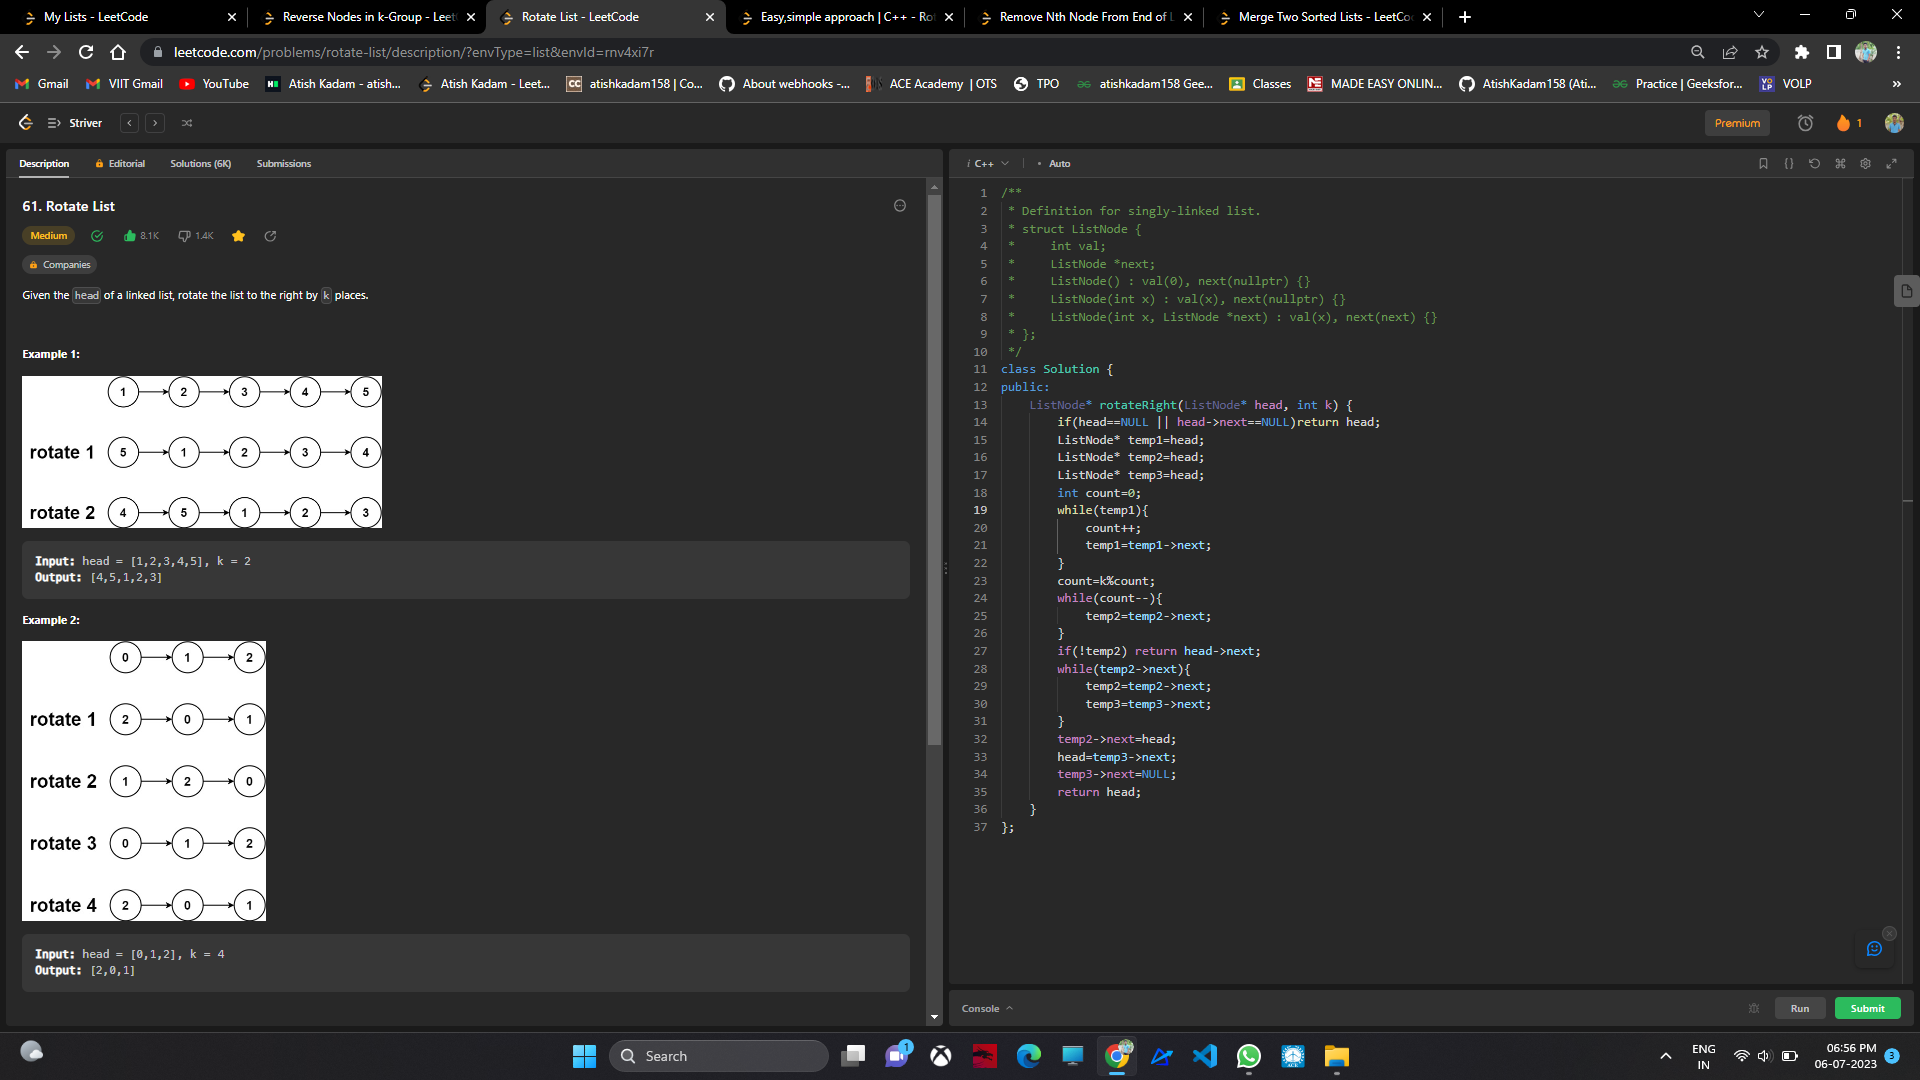 My Lists - LeetCode
Reverse Nodes in k-Group - Leet
Rotate List - LeetCode
Easy,simple approach | C++ - Ro
Remove Nth Node From End of L
Merge Two Sorted Lists - LeetCo
leetcode.com/problems/rotate-list/description/?envType=list&envId=rnv4xi7r
Gmail
VIIT Gmail
YouTube
Atish Kadam - atish...
Atish Kadam - Leet...
CC atishkadam158 | Co...
About webhooks -...
ACE Academy | OTS
TPO
atishkadam158 Gee...
Classes
MADE EASY ONLIN...
AtishKadam158 (Ati...
Practice | Geeksfor...
VOLP
»
Striver
Premium
1
Description
Editorial
Solutions (6K)
Submissions
61. Rotate List
Medium
8.1K
1.4K
Companies
Given the head of a linked list, rotate the list to the right by k places.
Example 1:
1 2 3 4 5
rotate 1 5 1 2 3 4
rotate 2 4 5 1 2 3
Input: head = [1,2,3,4,5], k = 2
Output: [4,5,1,2,3]
Example 2:
0 1 2
rotate 1 2 0 1
rotate 2 1 2 0
rotate 3 0 1 2
rotate 4 2 0 1
Input: head = [0,1,2], k = 4
Output: [2,0,1]
i C++
• Auto
1 /**
2 * Definition for singly-linked list.
3 * struct ListNode {
4 *     int val;
5 *     ListNode *next;
6 *     ListNode() : val(0), next(nullptr) {}
7 *     ListNode(int x) : val(x), next(nullptr) {}
8 *     ListNode(int x, ListNode *next) : val(x), next(next) {}
9 * };
10 */
11 class Solution {
12 public:
13     ListNode* rotateRight(ListNode* head, int k) {
14         if(head==NULL || head->next==NULL)return head;
15         ListNode* temp1=head;
16         ListNode* temp2=head;
17         ListNode* temp3=head;
18         int count=0;
19         while(temp1){
20             count++;
21             temp1=temp1->next;
22         }
23         count=k%count;
24         while(count--){
25             temp2=temp2->next;
26         }
27         if(!temp2) return head->next;
28         while(temp2->next){
29             temp2=temp2->next;
30             temp3=temp3->next;
31         }
32         temp2->next=head;
33         head=temp3->next;
34         temp3->next=NULL;
35         return head;
36     }
37 };
Console
Run
Submit
Search
1
ENG
IN
06:56 PM
06-07-2023
3